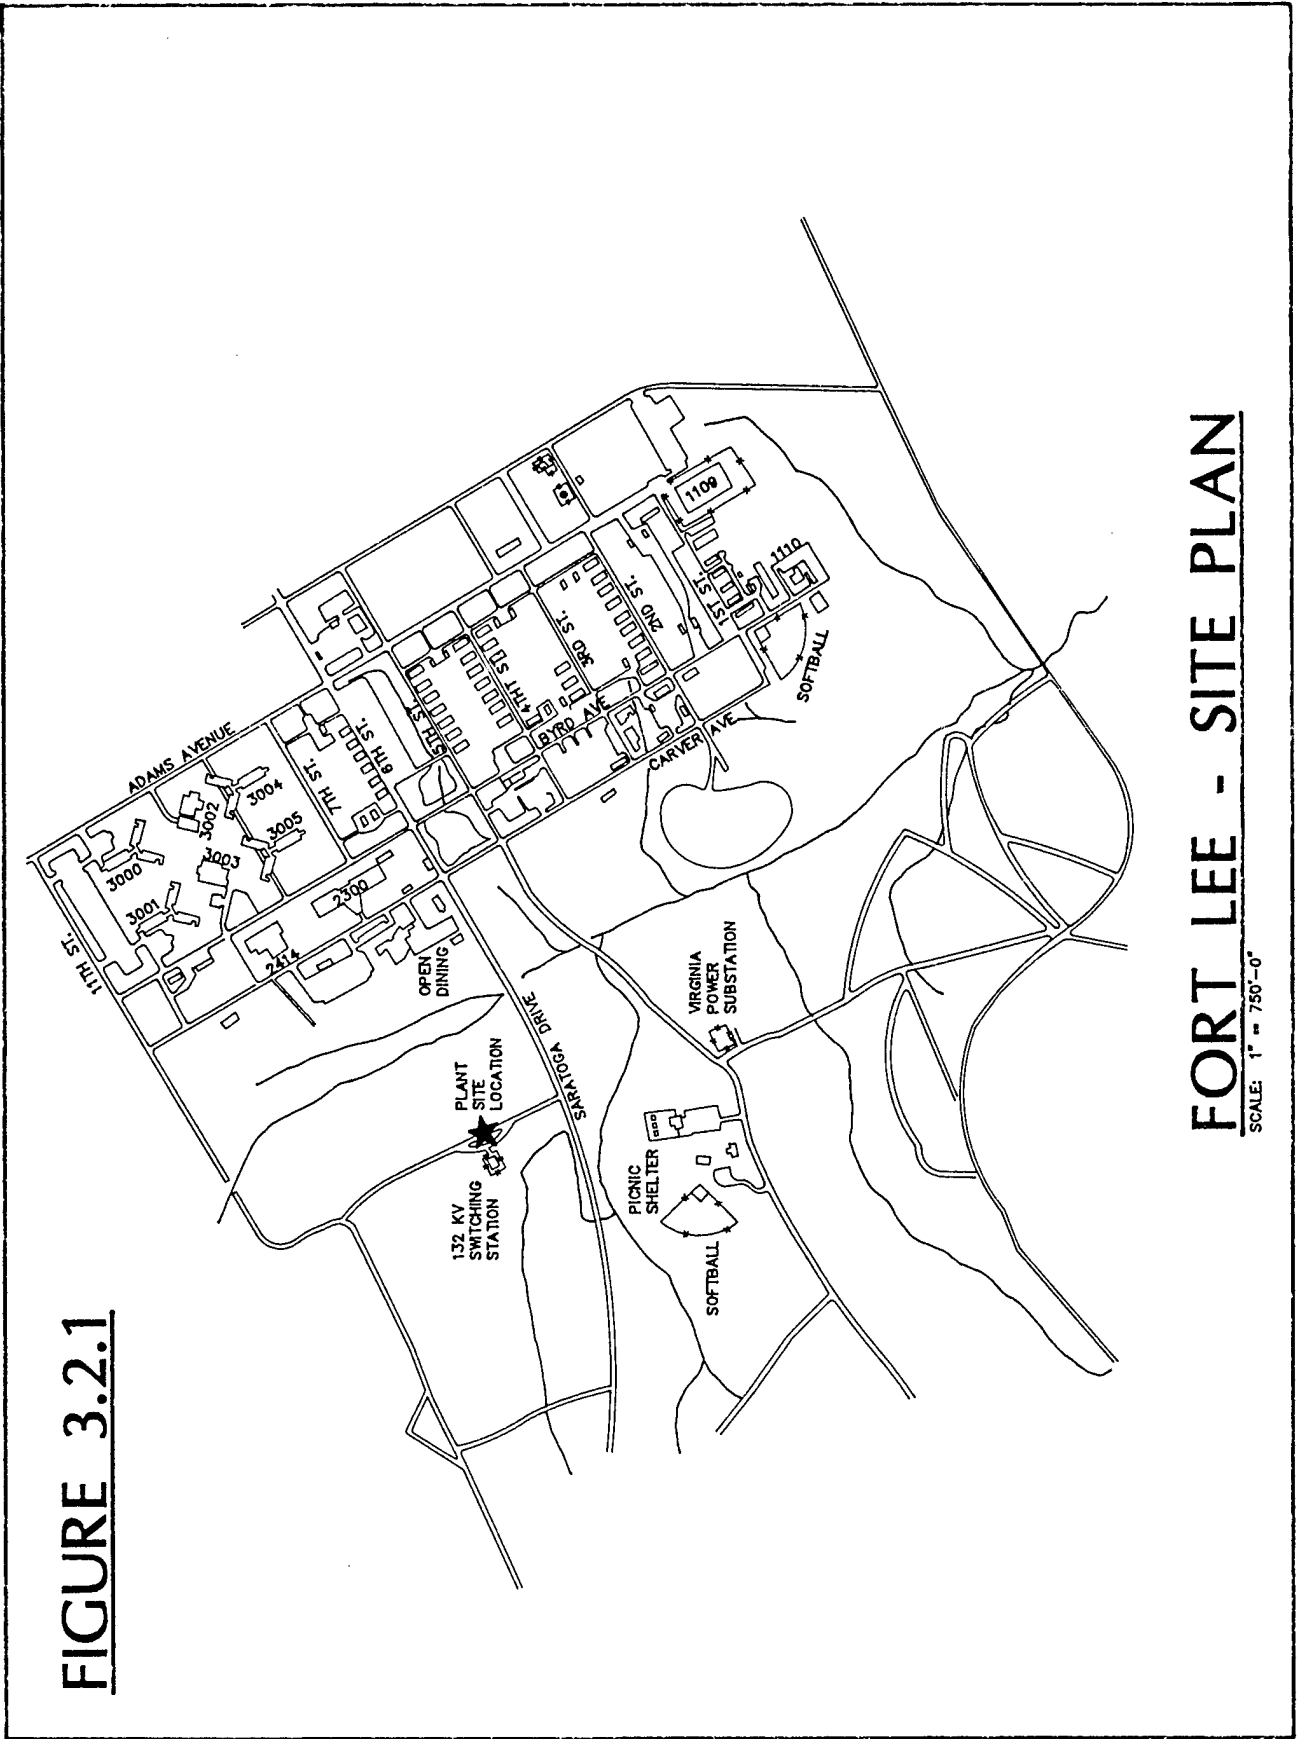 FIGURE 3.2.1
11TH ST.
ADAMS AVENUE
3000
3001
3002
3003
3004
3005
7TH ST.
6TH ST.
5TH ST.
4THT ST.
3RD ST.
2ND ST.
1ST ST.
BYRD AVE
CARVER AVE
2300
2414
1109
1110
OPEN
DINING
SOFTBALL
SARATOGA DRIVE
PLANT
SITE
LOCATION
132 KV
SWITCHING
STATION
VIRGINIA
POWER
SUBSTATION
PICNIC
SHELTER
SOFTBALL
FORT LEE - SITE PLAN
SCALE: 1" = 750'-0"